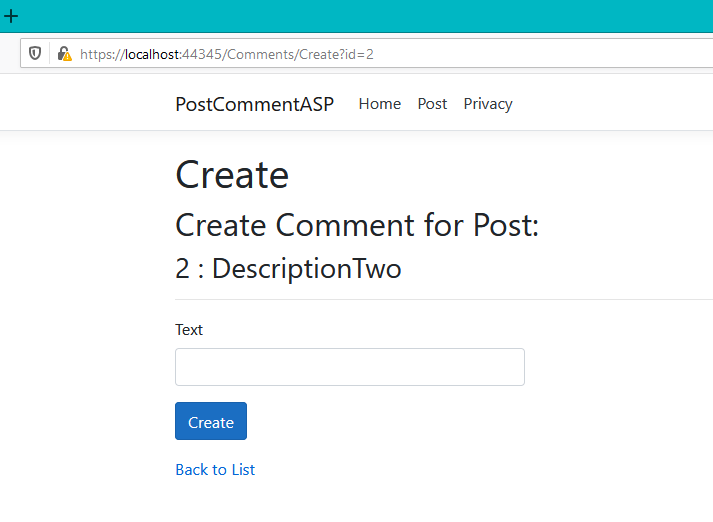 https://localhost:44345/Comments/Create?id=2
PostCommentASP Home Post Privacy
Create
Create Comment for Post:
2 : DescriptionTwo
Text
Create
Back to List